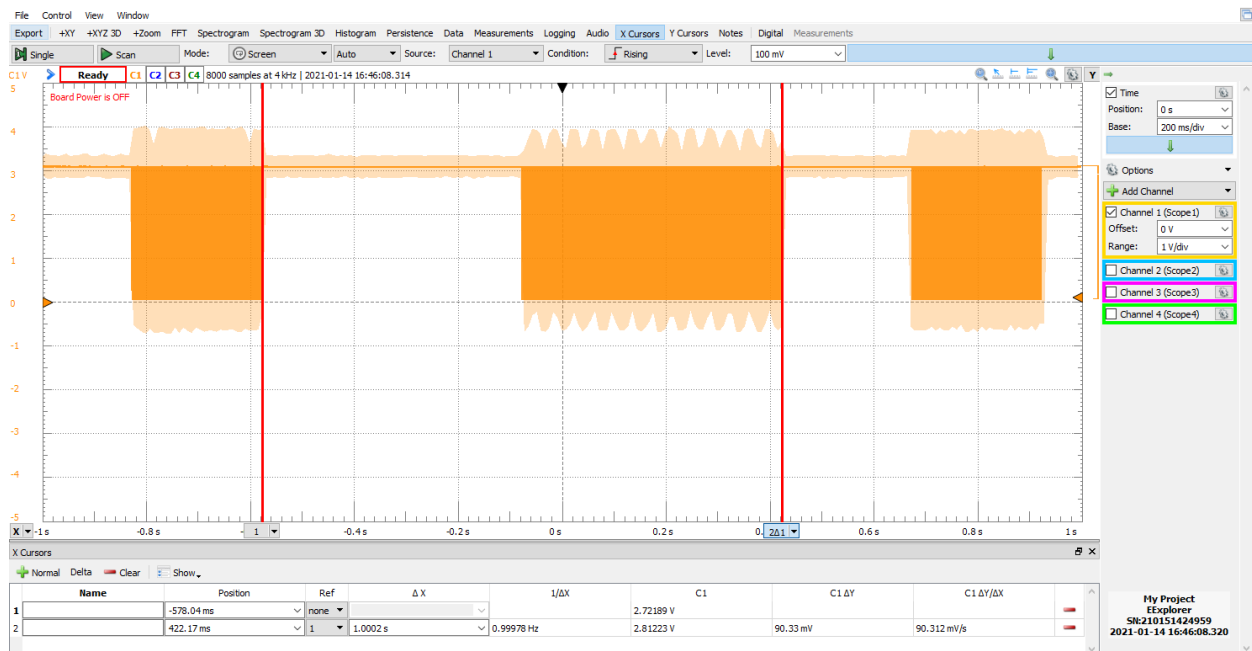 File Control View Window
Export +XY +XYZ 3D +Zoom FFT Spectrogram Spectrogram 3D Histogram Persistence Data Measurements Logging Audio X Cursors Y Cursors Notes Digital Measurements
Single Scan Mode: Screen Auto Source: Channel 1 Condition: Rising Level: 100 mV
C1 V Ready C1 C2 C3 C4 8000 samples at 4 kHz | 2021-01-14 16:46:08.314 Y
Board Power is OFF
5
4
3
2
1
0
-1
-2
-3
-4
-5
X -1 s -0.8 s - 1 -0.4 s -0.2 s 0 s 0.2 s 0. 2Δ1 0.6 s 0.8 s 1 s
Time
Position: 0 s
Base: 200 ms/div
Options
Add Channel
Channel 1 (Scope1)
Offset: 0 V
Range: 1 V/div
Channel 2 (Scope2)
Channel 3 (Scope3)
Channel 4 (Scope4)
X Cursors
Normal Delta Clear Show
Name Position Ref Δ X 1/ΔX C1 C1 ΔY C1 ΔY/ΔX
1 -578.04 ms none 2.72189 V
2 422.17 ms 1 1.0002 s 0.99978 Hz 2.81223 V 90.33 mV 90.312 mV/s
My Project
EExplorer
SN:210151424959
2021-01-14 16:46:08.320